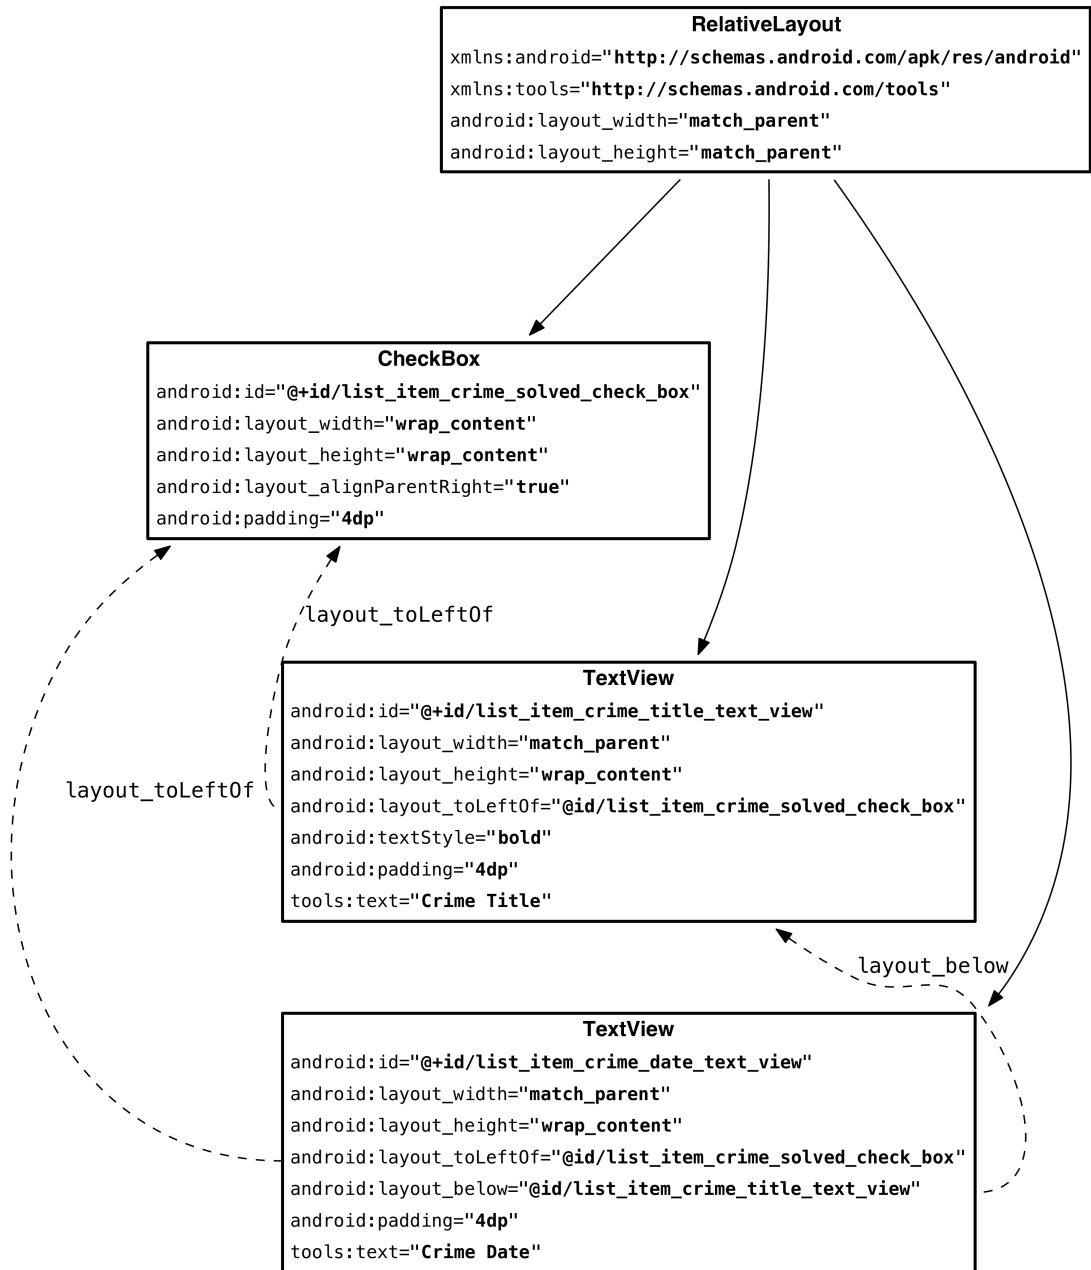 RelativeLayout
xmlns:android="http://schemas.android.com/apk/res/android"
xmlns:tools="http://schemas.android.com/tools"
android:layout_width="match_parent"
android:layout_height="match_parent"
CheckBox
android:id="@+id/list_item_crime_solved_check_box"
android:layout_width="wrap_content"
android:layout_height="wrap_content"
android:layout_alignParentRight="true"
android:padding="4dp"
layout_toLeftOf
TextView
android:id="@+id/list_item_crime_title_text_view"
android:layout_width="match_parent"
android:layout_height="wrap_content"
layout_toLeftOf
android:layout_toLeftOf="@id/list_item_crime_solved_check_box"
android:textStyle="bold"
android:padding="4dp"
tools:text="Crime Title"
layout_below
TextView
android:id="@+id/list_item_crime_date_text_view"
android:layout_width="match_parent"
android:layout_height="wrap_content"
android:layout_toLeftOf="@id/list_item_crime_solved_check_box"
android:layout_below="@id/list_item_crime_title_text_view"
android:padding="4dp"
tools:text="Crime Date"